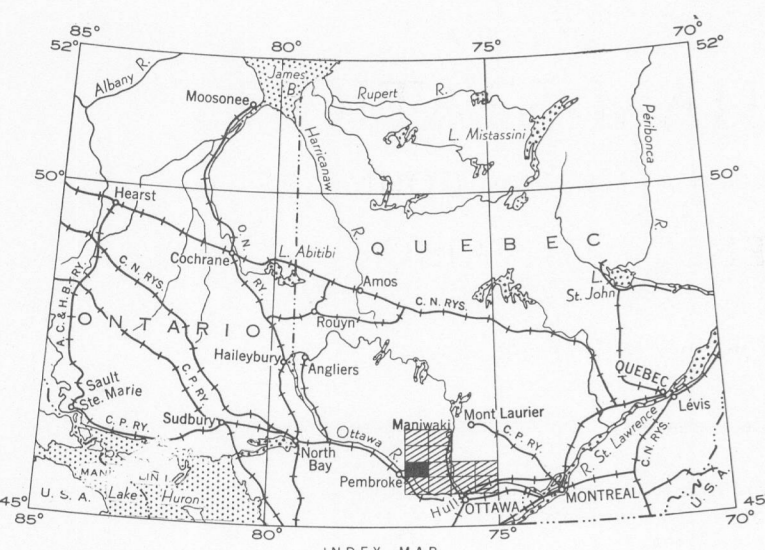 85°
80°
75°
70°
52°
52°
James
B.
Albany R.
Moosonee
Rupert R.
L. Mistassini
Péribonca
R.
Harricanaw
R.
50°
50°
Hearst
O.N.
RY.
Cochrane
L. Abitibi
QUEBEC
Amos
L.
St. John
C. N. RYS.
C. N. RYS.
A.C. & H.B. RY.
ONTARIO
Rouyn
Haileybury
Angliers
C. P. RY.
QUEBEC
Lévis
Sault
Ste. Marie
C. P. RY.
Sudbury
Maniwaki
Mont Laurier
C. P. RY.
R. St. Lawrence
C.N. RYS.
Ottawa
R.
North
Bay
Pembroke
Hull
OTTAWA
MONTREAL
U. S. A.
MAN
LIN I
U. S. A.
Lake Huron
45°
45°
85°
80°
75°
70°
INDEX MAP